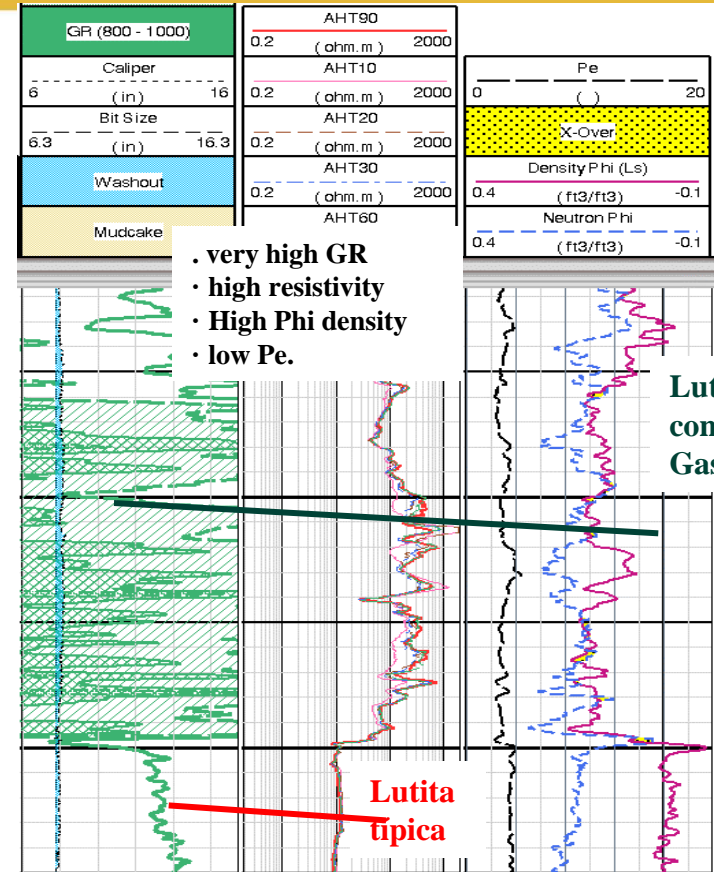 GR (800 - 1000)
Caliper
6 (in) 16
Bit Size
6.3 (in) 16.3
Washout
Mudcake
AHT90
0.2 (ohm.m) 2000
AHT10
0.2 (ohm.m) 2000
AHT20
0.2 (ohm.m) 2000
AHT30
0.2 (ohm.m) 2000
AHT60
Pe
0 ( ) 20
X-Over
Density Phi (Ls)
0.4 (ft3/ft3) -0.1
Neutron Phi
0.4 (ft3/ft3) -0.1
. very high GR
· high resistivity
· High Phi density
· low Pe.
Lut
con
Gas
Lutita
tipica